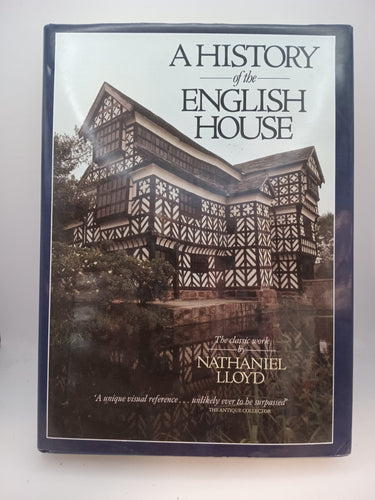 A HISTORY
of the
ENGLISH
HOUSE
The classic work
by
NATHANIEL
LLOYD
'A unique visual reference . . . unlikely ever to be surpassed"
THE ANTIQUE COLLECTOR